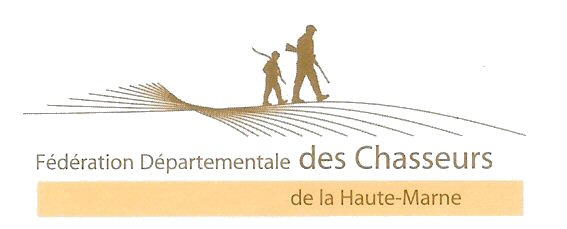 Fédération Départementale des Chasseurs
de la Haute-Marne